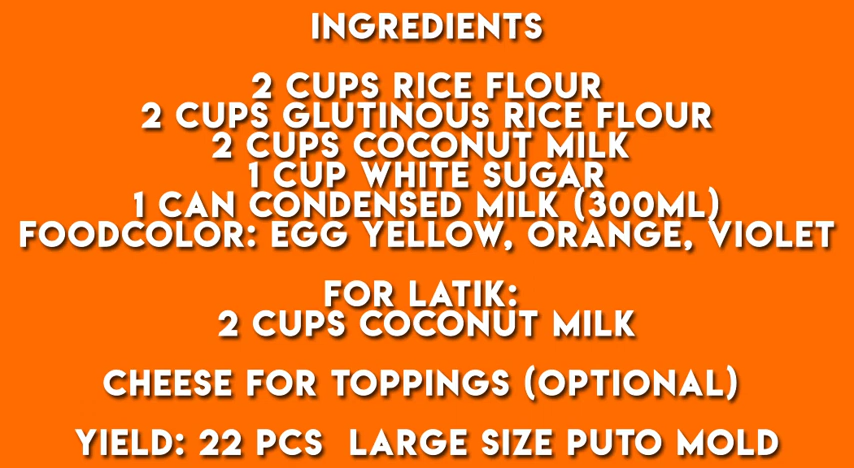 INGREDIENTS
2 CUPS RICE FLOUR
2 CUPS GLUTINOUS RICE FLOUR
2 CUPS COCONUT MILK
1 CUP WHITE SUGAR
1 CAN CONDENSED MILK (300ML)
FOODCOLOR: EGG YELLOW, ORANGE, VIOLET
FOR LATIK:
2 CUPS COCONUT MILK
CHEESE FOR TOPPINGS (OPTIONAL)
YIELD: 22 PCS LARGE SIZE PUTO MOLD